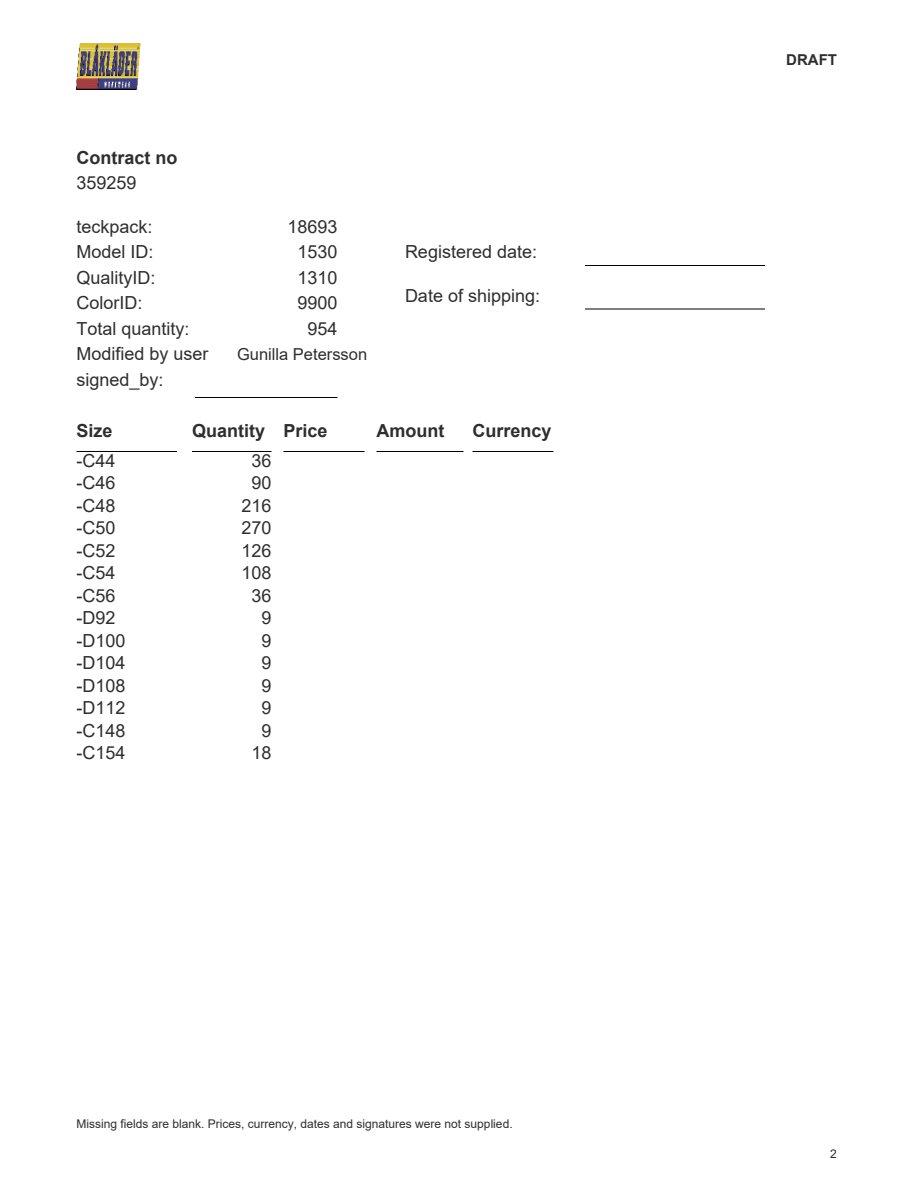 BLÅKLÄDER
WORKWEAR
DRAFT
Contract no
359259
teckpack: 18693
Model ID: 1530
QualityID: 1310
ColorID: 9900
Total quantity: 954
Modified by user Gunilla Petersson
signed_by:
Registered date:
Date of shipping:
Size Quantity Price Amount Currency
-C44 36
-C46 90
-C48 216
-C50 270
-C52 126
-C54 108
-C56 36
-D92 9
-D100 9
-D104 9
-D108 9
-D112 9
-C148 9
-C154 18
Missing fields are blank. Prices, currency, dates and signatures were not supplied.
2